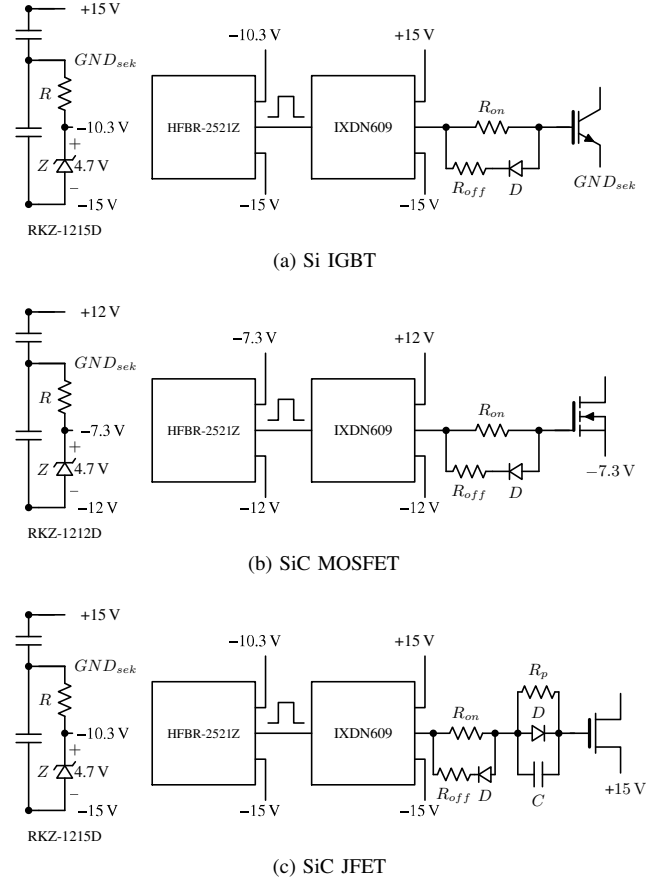 +15 V
GND_sek
R
−10.3 V
+
Z
4.7 V
−
−15 V
RKZ-1215D
−10.3 V
HFBR-2521Z
−15 V
+15 V
IXDN609
−15 V
R_on
R_off
D
GND_sek
(a) Si IGBT
+12 V
GND_sek
R
−7.3 V
+
Z
4.7 V
−
−12 V
RKZ-1212D
−7.3 V
HFBR-2521Z
−12 V
+12 V
IXDN609
−12 V
R_on
R_off
D
−7.3 V
(b) SiC MOSFET
+15 V
GND_sek
R
−10.3 V
+
Z
4.7 V
−
−15 V
RKZ-1215D
−10.3 V
HFBR-2521Z
−15 V
+15 V
IXDN609
−15 V
R_on
R_off
D
R_p
D
C
+15 V
(c) SiC JFET